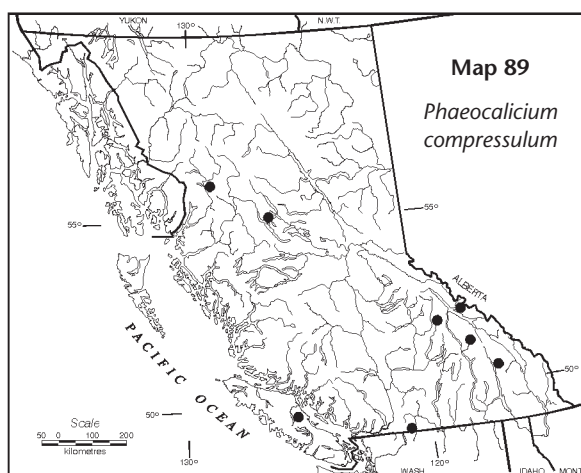 YUKON
130°
N.W.T.
Map 89
Phaeocalicium
compressulum
55°
55°
ALBERTA
PACIFIC OCEAN
50°
50°
Scale
50 0 100 200
kilometres
130°
120°
WASH
IDAHO
MONT